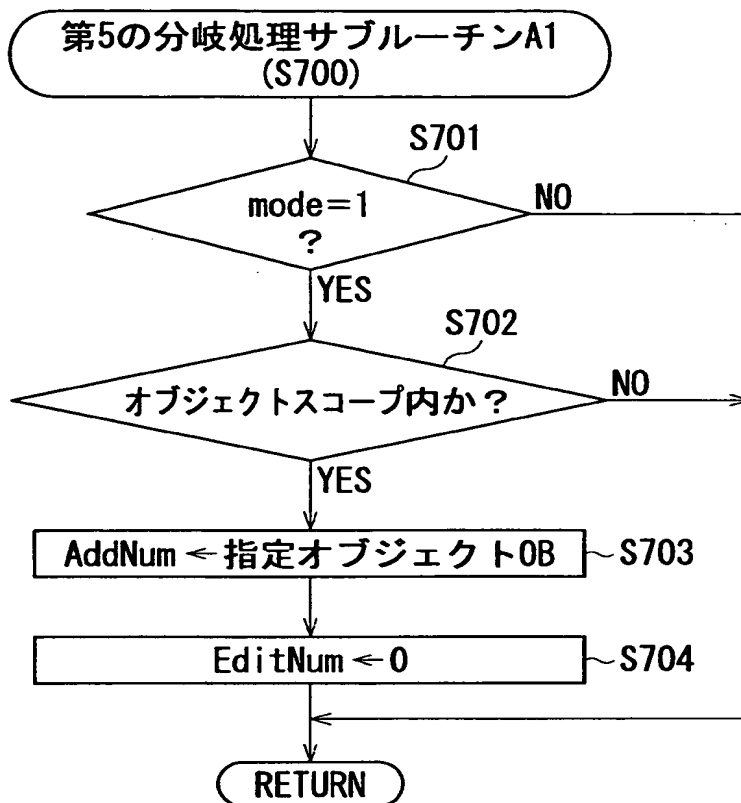 第5の分岐処理サブルーチンA1
(S700)
S701
mode=1
?
NO
YES
S702
オブジェクトスコープ内か?
NO
YES
AddNum←指定オブジェクトOB
S703
EditNum←0
S704
RETURN